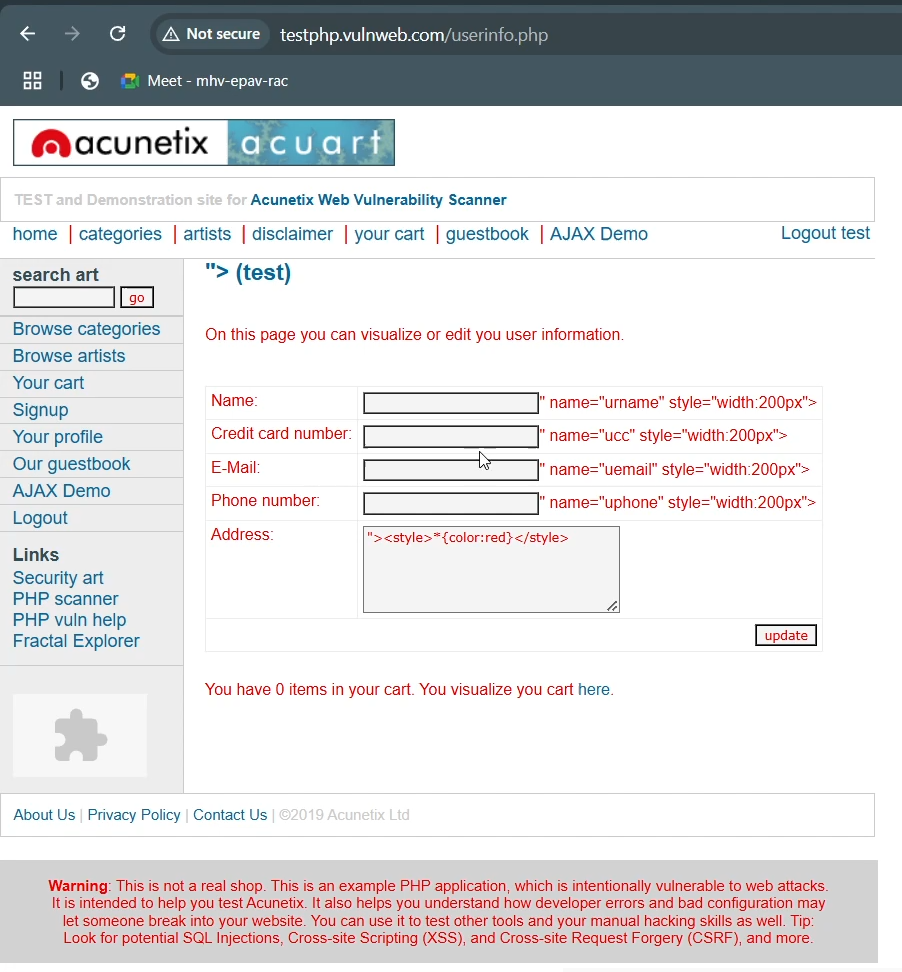 Not secure testphp.vulnweb.com/userinfo.php
Meet - mhv-epav-rac
acunetix acuart
TEST and Demonstration site for Acunetix Web Vulnerability Scanner
home | categories | artists | disclaimer | your cart | guestbook | AJAX Demo Logout test
search art
go
Browse categories
Browse artists
Your cart
Signup
Your profile
Our guestbook
AJAX Demo
Logout
Links
Security art
PHP scanner
PHP vuln help
Fractal Explorer
"> (test)
On this page you can visualize or edit you user information.
Name: " name="urname" style="width:200px">
Credit card number: " name="ucc" style="width:200px">
E-Mail: " name="uemail" style="width:200px">
Phone number: " name="uphone" style="width:200px">
Address: "><style>*{color:red}</style>
update
You have 0 items in your cart. You visualize you cart here.
About Us | Privacy Policy | Contact Us | ©2019 Acunetix Ltd
Warning: This is not a real shop. This is an example PHP application, which is intentionally vulnerable to web attacks.
It is intended to help you test Acunetix. It also helps you understand how developer errors and bad configuration may
let someone break into your website. You can use it to test other tools and your manual hacking skills as well. Tip:
Look for potential SQL Injections, Cross-site Scripting (XSS), and Cross-site Request Forgery (CSRF), and more.